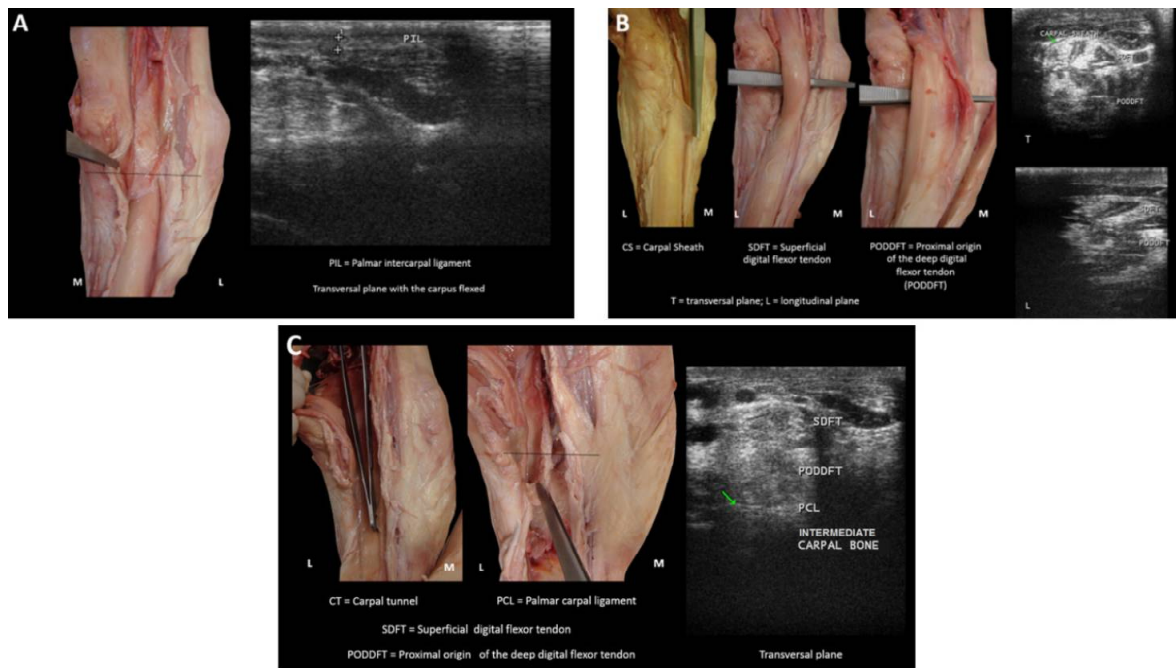 A
PIL
M
L
PIL = Palmar intercarpal ligament
Transversal plane with the carpus flexed
B
L
M
L
M
L
M
CS = Carpal Sheath
SDFT = Superficial
digital flexor tendon
PODDFT = Proximal origin
of the deep digital
flexor tendon
(PODDFT)
T = transversal plane; L = longitudinal plane
CARPAL SHEATH
SDFT
PODDFT
T
SDFT
PODDFT
L
C
L
M
L
M
CT = Carpal tunnel
PCL = Palmar carpal ligament
SDFT = Superficial digital flexor tendon
PODDFT = Proximal origin of the deep digital flexor tendon
SDFT
PODDFT
PCL
INTERMEDIATE
CARPAL BONE
Transversal plane